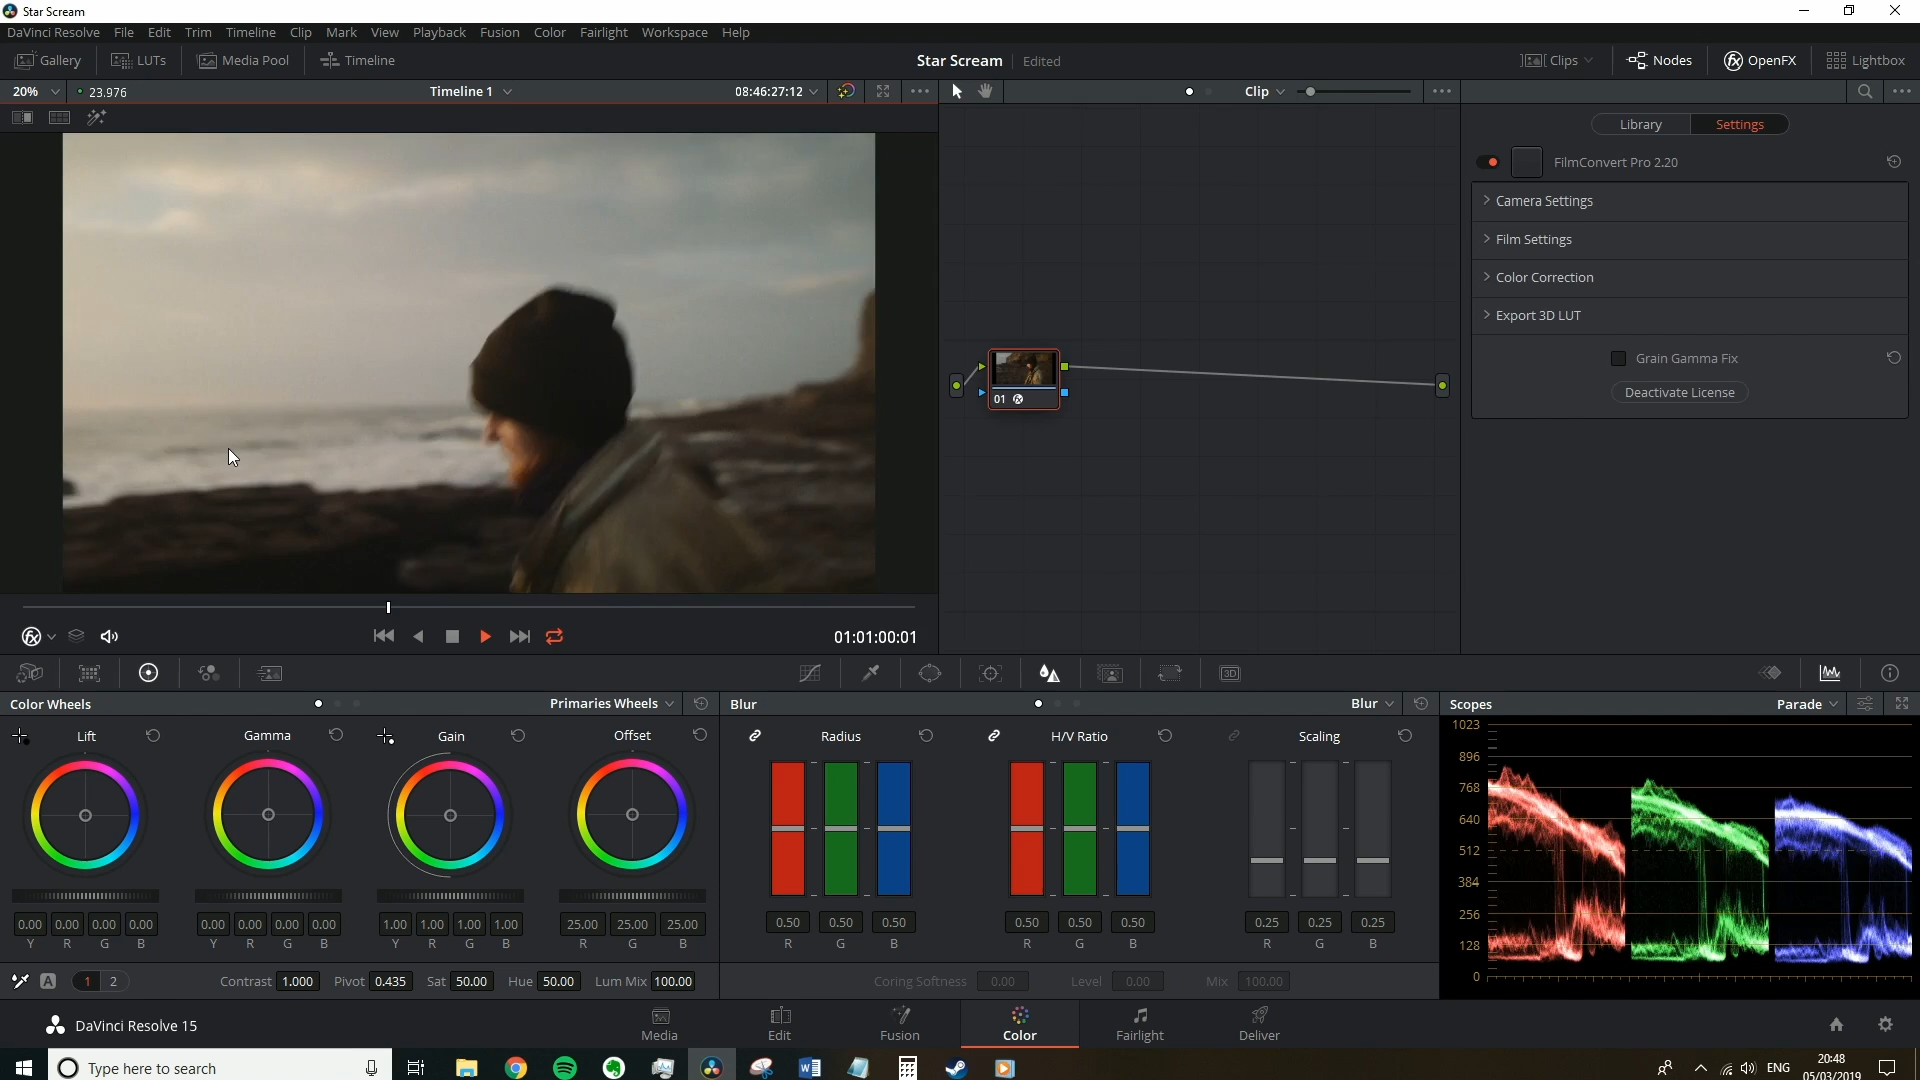 Star Scream
DaVinci Resolve File Edit Trim Timeline Clip Mark View Playback Fusion Color Fairlight Workspace Help
Gallery LUTs Media Pool Timeline Star Scream Edited Clips Nodes OpenFX Lightbox
20% 23.976 Timeline 1 08:46:27:12 Clip
Library Settings
FilmConvert Pro 2.20
Camera Settings
Film Settings
Color Correction
Export 3D LUT
Grain Gamma Fix
Deactivate License
01
01:01:00:01
3D
Color Wheels Primaries Wheels Blur Blur Scopes Parade
Lift Gamma Gain Offset Radius H/V Ratio Scaling
1023
896
768
640
512
384
256
128
0
0.00 0.00 0.00 0.00 0.00 0.00 0.00 0.00 1.00 1.00 1.00 1.00 25.00 25.00 25.00 0.50 0.50 0.50 0.50 0.50 0.50 0.25 0.25 0.25
Y R G B Y R G B Y R G B R G B R G B R G B R G B
A 1 2 Contrast 1.000 Pivot 0.435 Sat 50.00 Hue 50.00 Lum Mix 100.00 Coring Softness 0.00 Level 0.00 Mix 100.00
DaVinci Resolve 15 Media Edit Fusion Color Fairlight Deliver
Type here to search ENG 20:48
05/03/2019